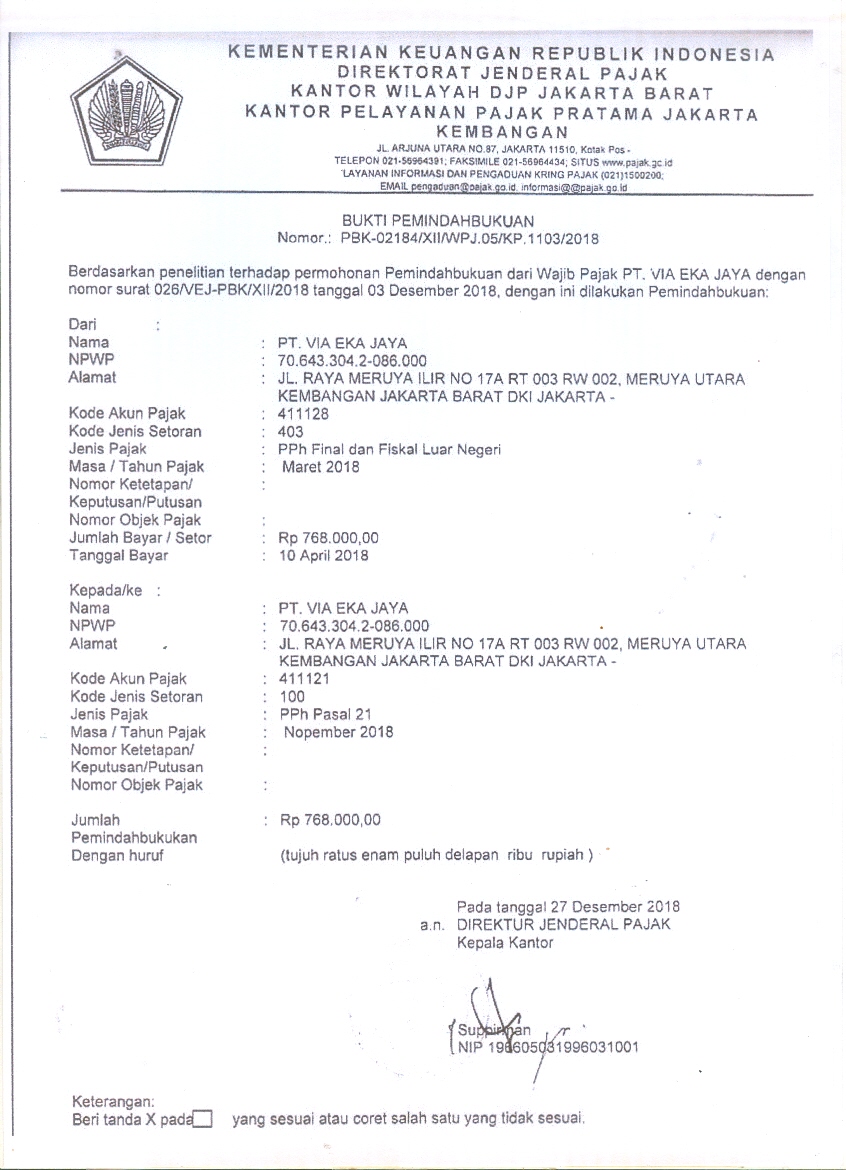 KEMENTERIAN KEUANGAN REPUBLIK INDONESIA
DIREKTORAT JENDERAL PAJAK
KANTOR WILAYAH DJP JAKARTA BARAT
KANTOR PELAYANAN PAJAK PRATAMA JAKARTA
KEMBANGAN
JL. ARJUNA UTARA NO.87, JAKARTA 11510, Kotak Pos -
TELEPON 021-56964391; FAKSIMILE 021-56964434; SITUS www.pajak.gc.id
LAYANAN INFORMASI DAN PENGADUAN KRING PAJAK (021)1500200;
EMAIL pengaduan@pajak.go.id, informasi@@pajak.go.id
BUKTI PEMINDAHBUKUAN
Nomor.: PBK-02184/XII/WPJ.05/KP.1103/2018
Berdasarkan penelitian terhadap permohonan Pemindahbukuan dari Wajib Pajak PT. VIA EKA JAYA dengan
nomor surat 026/VEJ-PBK/XII/2018 tanggal 03 Desember 2018, dengan ini dilakukan Pemindahbukuan:
Dari :
Nama : PT. VIA EKA JAYA
NPWP : 70.643.304.2-086.000
Alamat : JL. RAYA MERUYA ILIR NO 17A RT 003 RW 002, MERUYA UTARA
KEMBANGAN JAKARTA BARAT DKI JAKARTA -
Kode Akun Pajak : 411128
Kode Jenis Setoran : 403
Jenis Pajak : PPh Final dan Fiskal Luar Negeri
Masa / Tahun Pajak : Maret 2018
Nomor Ketetapan/ :
Keputusan/Putusan
Nomor Objek Pajak :
Jumlah Bayar / Setor : Rp 768.000,00
Tanggal Bayar : 10 April 2018
Kepada/ke :
Nama : PT. VIA EKA JAYA
NPWP : 70.643.304.2-086.000
Alamat : JL. RAYA MERUYA ILIR NO 17A RT 003 RW 002, MERUYA UTARA
KEMBANGAN JAKARTA BARAT DKI JAKARTA -
Kode Akun Pajak : 411121
Kode Jenis Setoran : 100
Jenis Pajak : PPh Pasal 21
Masa / Tahun Pajak : Nopember 2018
Nomor Ketetapan/ :
Keputusan/Putusan
Nomor Objek Pajak :
Jumlah : Rp 768.000,00
Pemindahbukukan
Dengan huruf (tujuh ratus enam puluh delapan ribu rupiah )
Pada tanggal 27 Desember 2018
a.n. DIREKTUR JENDERAL PAJAK
Kepala Kantor
NIP 196605031996031001
Keterangan:
Beri tanda X pada yang sesuai atau coret salah satu yang tidak sesuai.